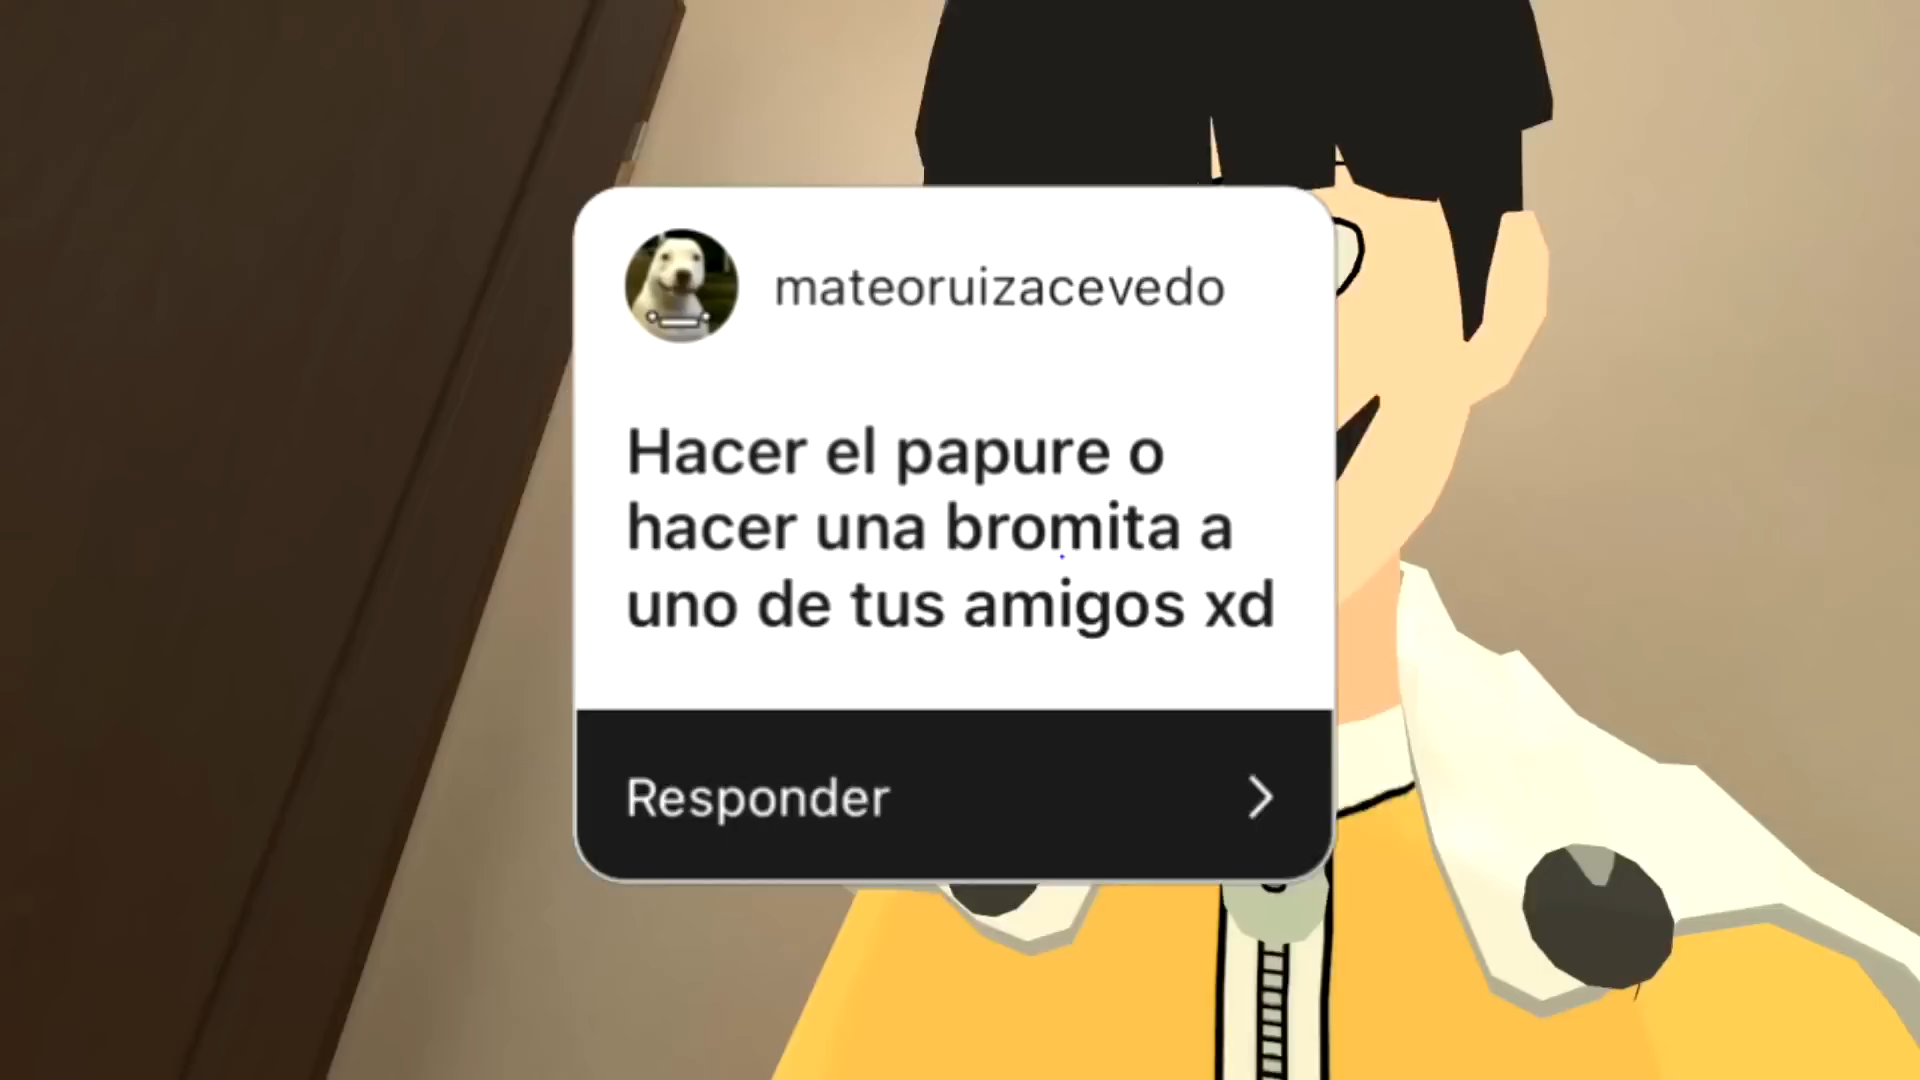 mateoruizacevedo
Hacer el papure o
hacer una bromita a
uno de tus amigos xd
Responder